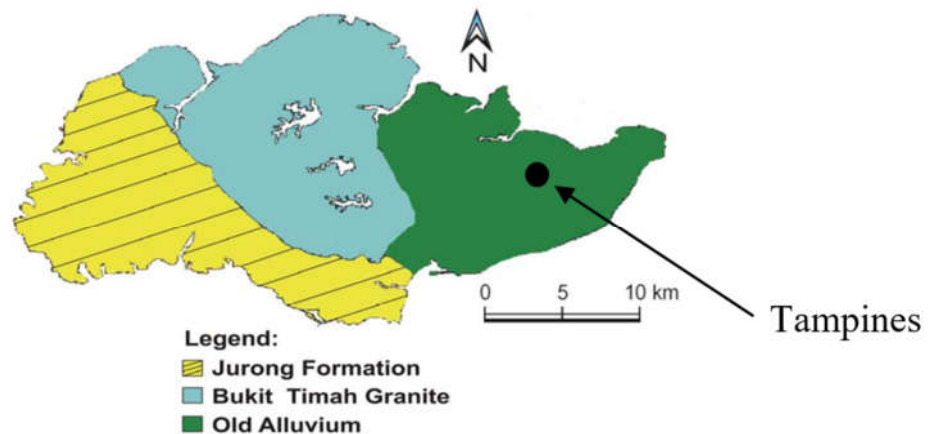 N
0 5 10 km
Tampines
Legend:
Jurong Formation
Bukit Timah Granite
Old Alluvium